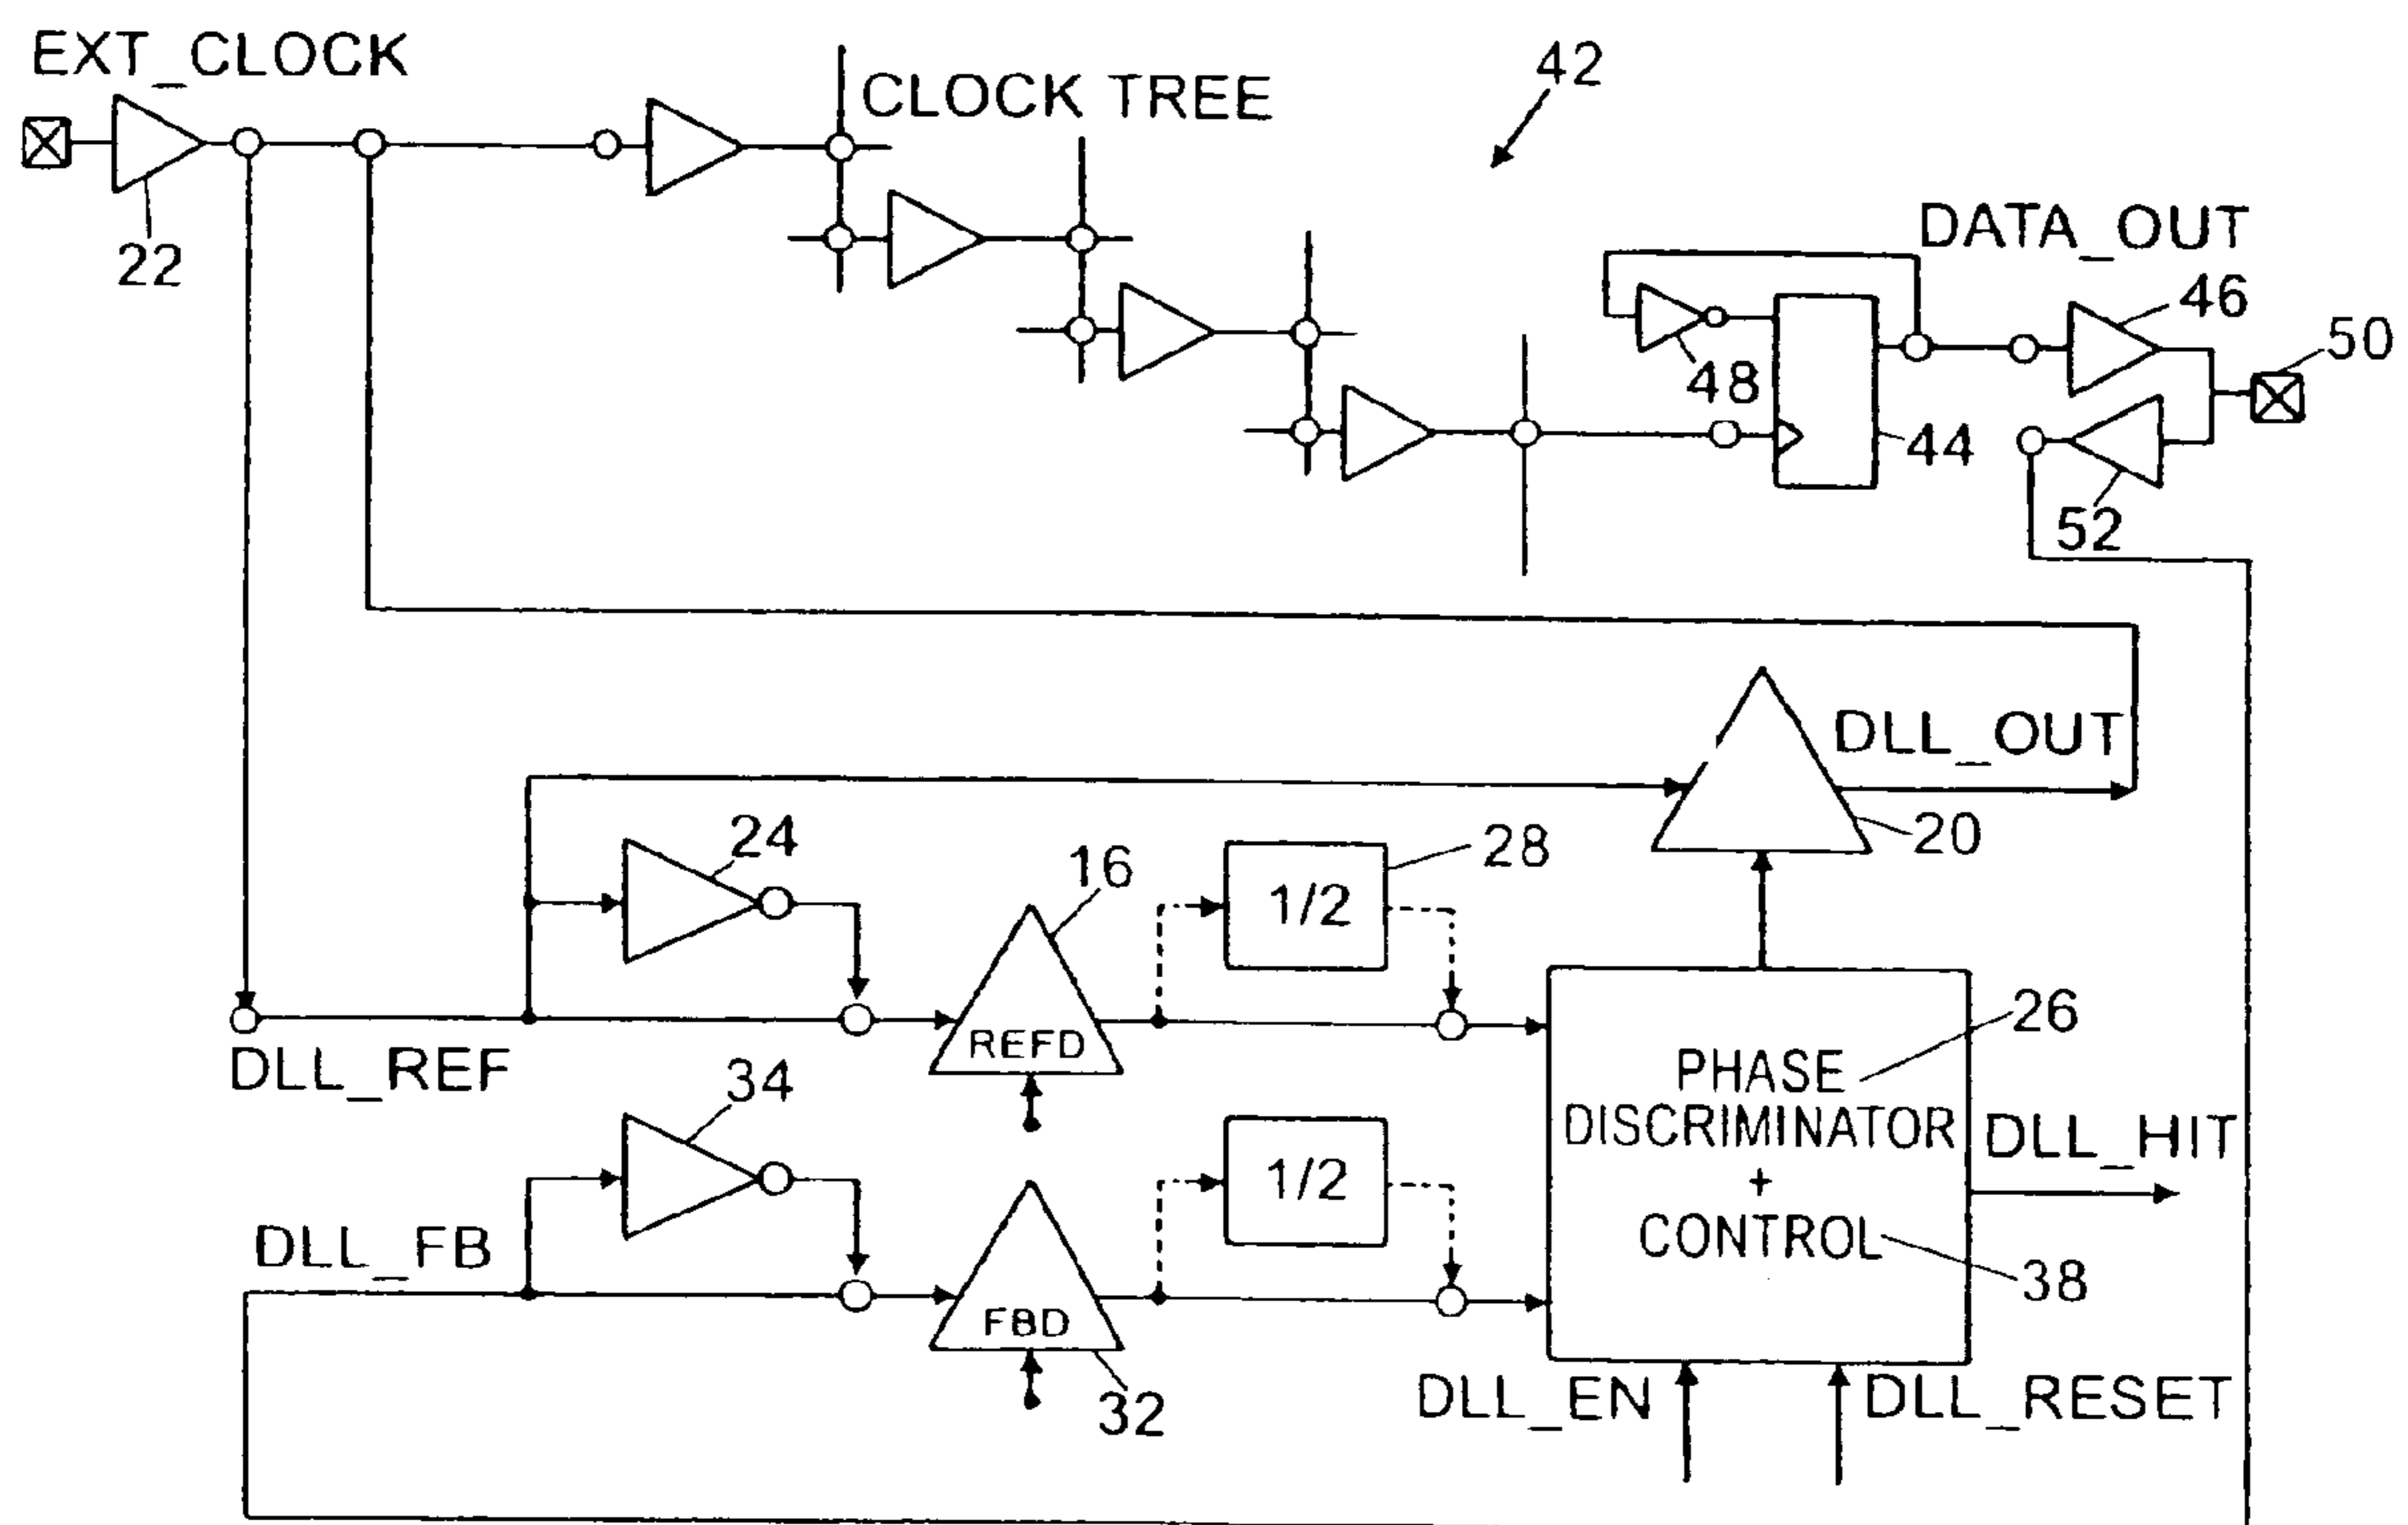 EXT_CLOCK
42
CLOCK TREE
22
DATA_OUT
46
50
48
44
52
DLL_OUT
24
16
28
20
1/2
26
REFD
DLL_REF
34
PHASE
DISCRIMINATOR
+
CONTROL
DLL_HIT
1/2
DLL_FB
38
FBD
32
DLL_EN
DLL_RESET